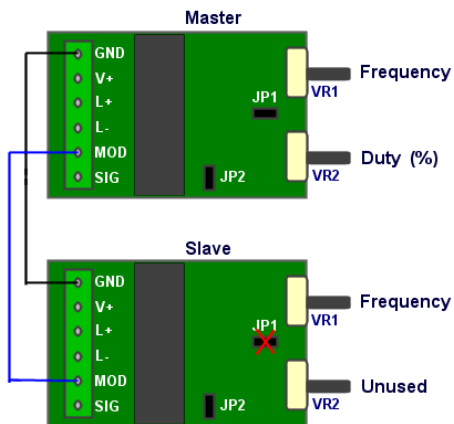 Master
GND
V+
L+
L-
MOD
SIG
JP1
JP2
VR1
Frequency
VR2
Duty (%)
Slave
GND
V+
L+
L-
MOD
SIG
JP1
JP2
VR1
Frequency
VR2
Unused